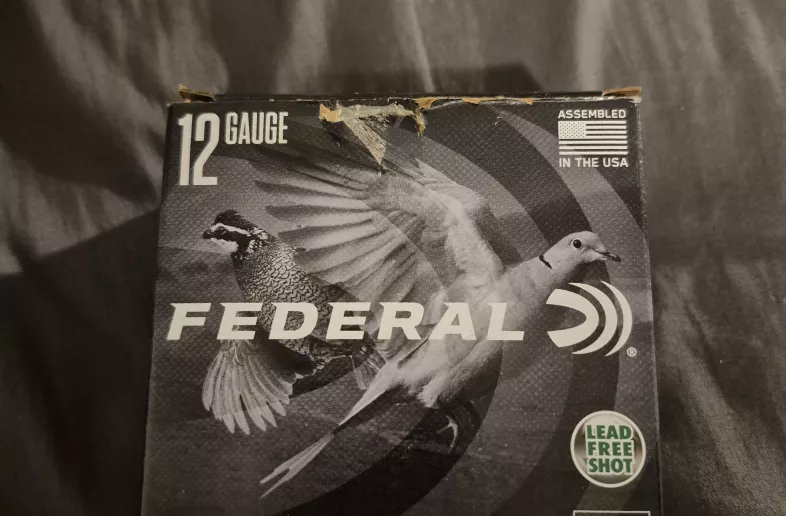 12 GAUGE
ASSEMBLED
IN THE USA
FEDERAL
®
LEAD
FREE
SHOT